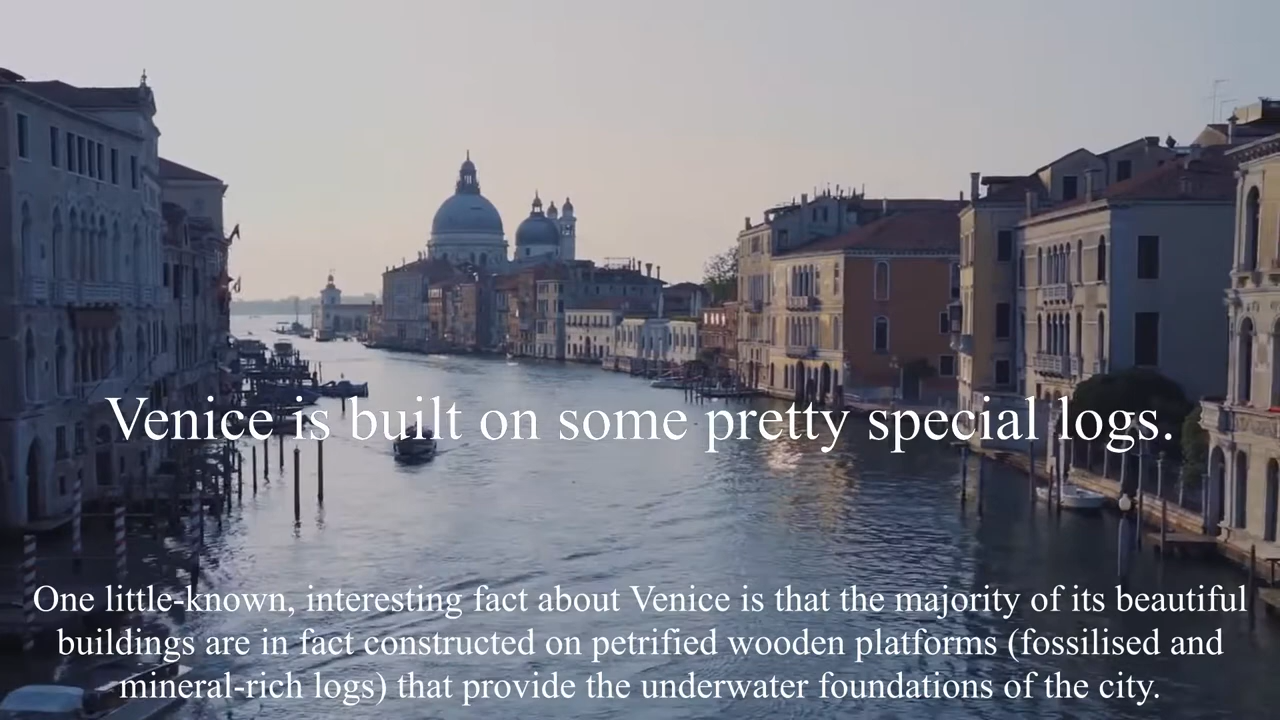 Venice is built on some pretty special logs.
One little-known, interesting fact about Venice is that the majority of its beautiful
buildings are in fact constructed on petrified wooden platforms (fossilised and
mineral-rich logs) that provide the underwater foundations of the city.